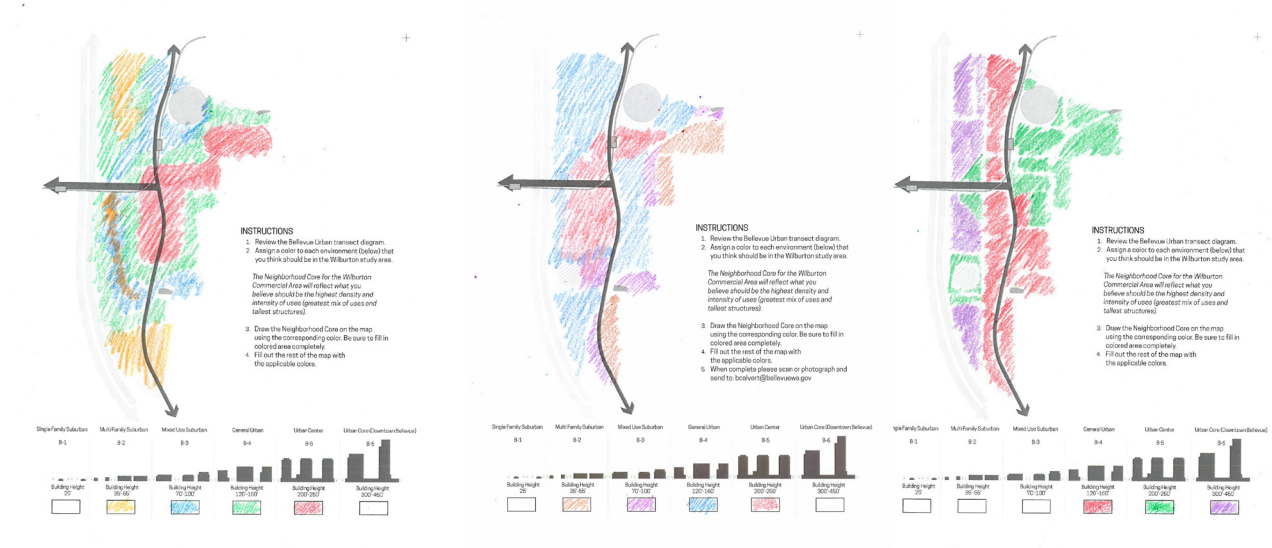 INSTRUCTIONS
1. Review the Bellevue Urban transect diagram.
2. Assign a color to each environment (below) that
you think should be in the Wilburton study area.
The Neighborhood Core for the Wilburton
Commercial Area will reflect what you
believe should be the highest density and
intensity of uses (greatest mix of uses and
tallest structures).
3. Draw the Neighborhood Core on the map
using the corresponding color. Be sure to fill in
colored area completely.
4. Fill out the rest of the map with
the applicable colors.
Single Family Suburban Multi Family Suburban Mixed Use Suburban General Urban Urban Center Urban Core (Downtown Bellevue)
B-1 B-2 B-3 B-4 B-5 B-6
Building Height Building Height Building Height Building Height Building Height Building Height
25' 35'-55' 70'-100' 120'-160' 200'-250' 300'-450'
INSTRUCTIONS
1. Review the Bellevue Urban transect diagram.
2. Assign a color to each environment (below) that
you think should be in the Wilburton study area.
The Neighborhood Core for the Wilburton
Commercial Area will reflect what you
believe should be the highest density and
intensity of uses (greatest mix of uses and
tallest structures).
3. Draw the Neighborhood Core on the map
using the corresponding color. Be sure to fill in
colored area completely.
4. Fill out the rest of the map with
the applicable colors.
5. When complete please scan or photograph and
send to: bcalvert@bellevuewa.gov
Single Family Suburban Multi Family Suburban Mixed Use Suburban General Urban Urban Center Urban Core (Downtown Bellevue)
B-1 B-2 B-3 B-4 B-5 B-6
Building Height Building Height Building Height Building Height Building Height Building Height
25' 35'-55' 70'-100' 120'-160' 200'-250' 300'-450'
INSTRUCTIONS
1. Review the Bellevue Urban transect diagram.
2. Assign a color to each environment (below) that
you think should be in the Wilburton study area.
The Neighborhood Core for the Wilburton
Commercial Area will reflect what you
believe should be the highest density and
intensity of uses (greatest mix of uses and
tallest structures).
3. Draw the Neighborhood Core on the map
using the corresponding color. Be sure to fill in
colored area completely.
4. Fill out the rest of the map with
the applicable colors.
gle Family Suburban Multi Family Suburban Mixed Use Suburban General Urban Urban Center Urban Core (Downtown Bellevue)
B-1 B-2 B-3 B-4 B-5 B-6
Building Height Building Height Building Height Building Height Building Height Building Height
25' 35'-55' 70'-100' 120'-160' 200'-250' 300'-450'